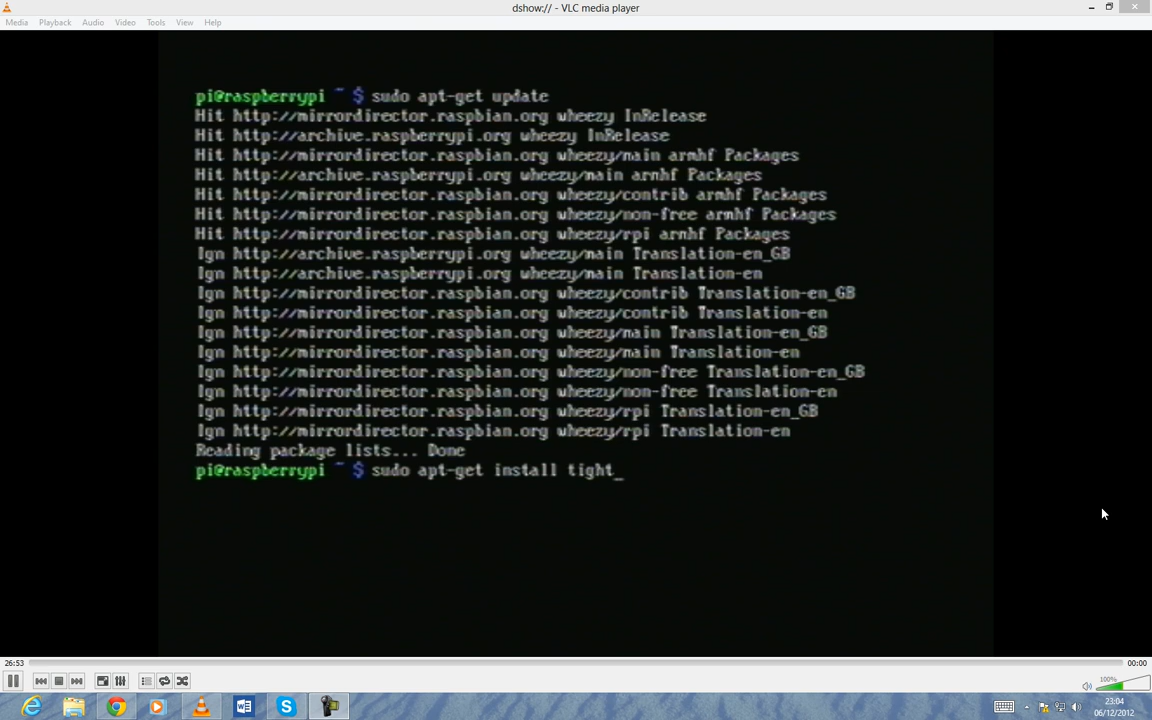 dshow:// - VLC media player
Media Playback Audio Video Tools View Help
pi@raspberrypi ~ $ sudo apt-get update
Hit http://mirrordirector.raspbian.org wheezy InRelease
Hit http://archive.raspberrypi.org wheezy InRelease
Hit http://mirrordirector.raspbian.org wheezy/main armhf Packages
Hit http://archive.raspberrypi.org wheezy/main armhf Packages
Hit http://mirrordirector.raspbian.org wheezy/contrib armhf Packages
Hit http://mirrordirector.raspbian.org wheezy/non-free armhf Packages
Hit http://mirrordirector.raspbian.org wheezy/rpi armhf Packages
Ign http://archive.raspberrypi.org wheezy/main Translation-en_GB
Ign http://archive.raspberrypi.org wheezy/main Translation-en
Ign http://mirrordirector.raspbian.org wheezy/contrib Translation-en_GB
Ign http://mirrordirector.raspbian.org wheezy/contrib Translation-en
Ign http://mirrordirector.raspbian.org wheezy/main Translation-en_GB
Ign http://mirrordirector.raspbian.org wheezy/main Translation-en
Ign http://mirrordirector.raspbian.org wheezy/non-free Translation-en_GB
Ign http://mirrordirector.raspbian.org wheezy/non-free Translation-en
Ign http://mirrordirector.raspbian.org wheezy/rpi Translation-en_GB
Ign http://mirrordirector.raspbian.org wheezy/rpi Translation-en
Reading package lists... Done
pi@raspberrypi ~ $ sudo apt-get install tight_
26:53 00:00
100%
23:04
06/12/2012